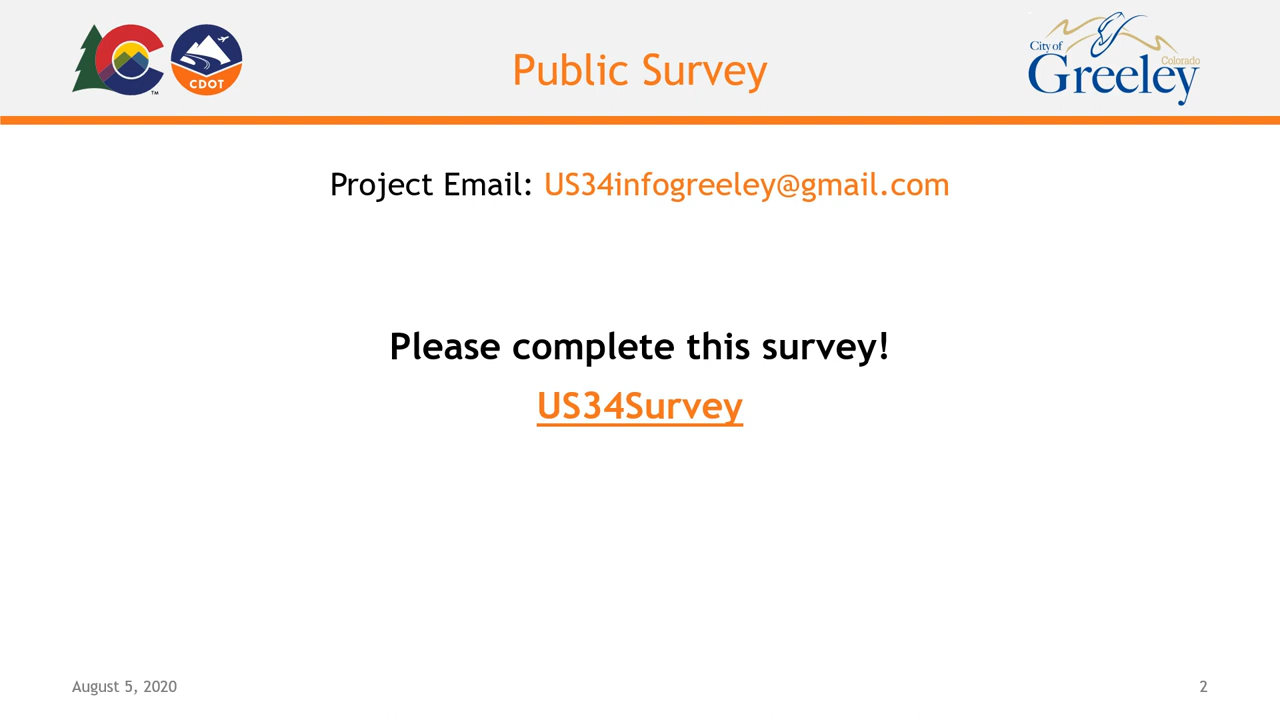 CDOT
TM
Public Survey
City of
Greeley
Colorado
Project Email: US34infogreeley@gmail.com
Please complete this survey!
US34Survey
August 5, 2020
2